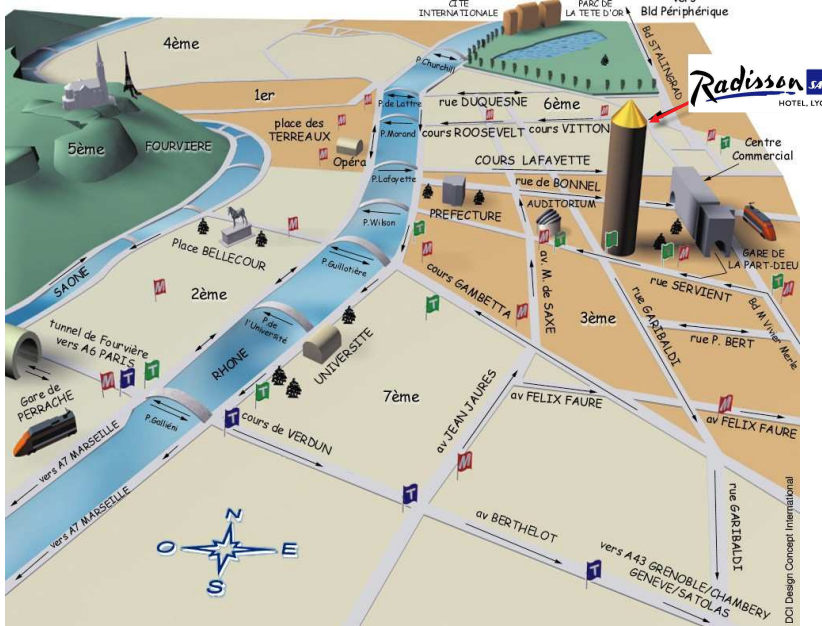 CITE
INTERNATIONALE
PARC DE
LA TETE D'OR
vers
Bld Périphérique
Bd STALINGRAD
Radisson SAS
HOTEL, LYO
4ème
P.Churchill
1er
P.de Lattre
rue DUQUESNE
6ème
place des
TERREAUX
P.Morand
cours ROOSEVELT
cours VITTON
5ème
FOURVIERE
Opéra
COURS LAFAYETTE
Centre
Commercial
P.Lafayette
rue de BONNEL
PREFECTURE
AUDITORIUM
P.Wilson
Place BELLECOUR
GARE DE
LA PART-DIEU
P.Guillotière
SAONE
cours GAMBETTA
av. M. de SAXE
rue SERVIENT
2ème
3ème
rue GARIBALDI
Bd M.Vivier Merle
rue P. BERT
P.de
l'Université
UNIVERSITE
tunnel de Fourvière
vers A6 PARIS
RHONE
Gare de
PERRACHE
7ème
av JEAN JAURES
av FELIX FAURE
av FELIX FAURE
P.Galliéni
cours de VERDUN
vers A7 MARSEILLE
vers A7 MARSEILLE
rue GARIBALDI
av BERTHELOT
vers A43 GRENOBLE/CHAMBERY
GENEVE/SATOLAS
N
O
E
S
M
T
DCI Design Concept International